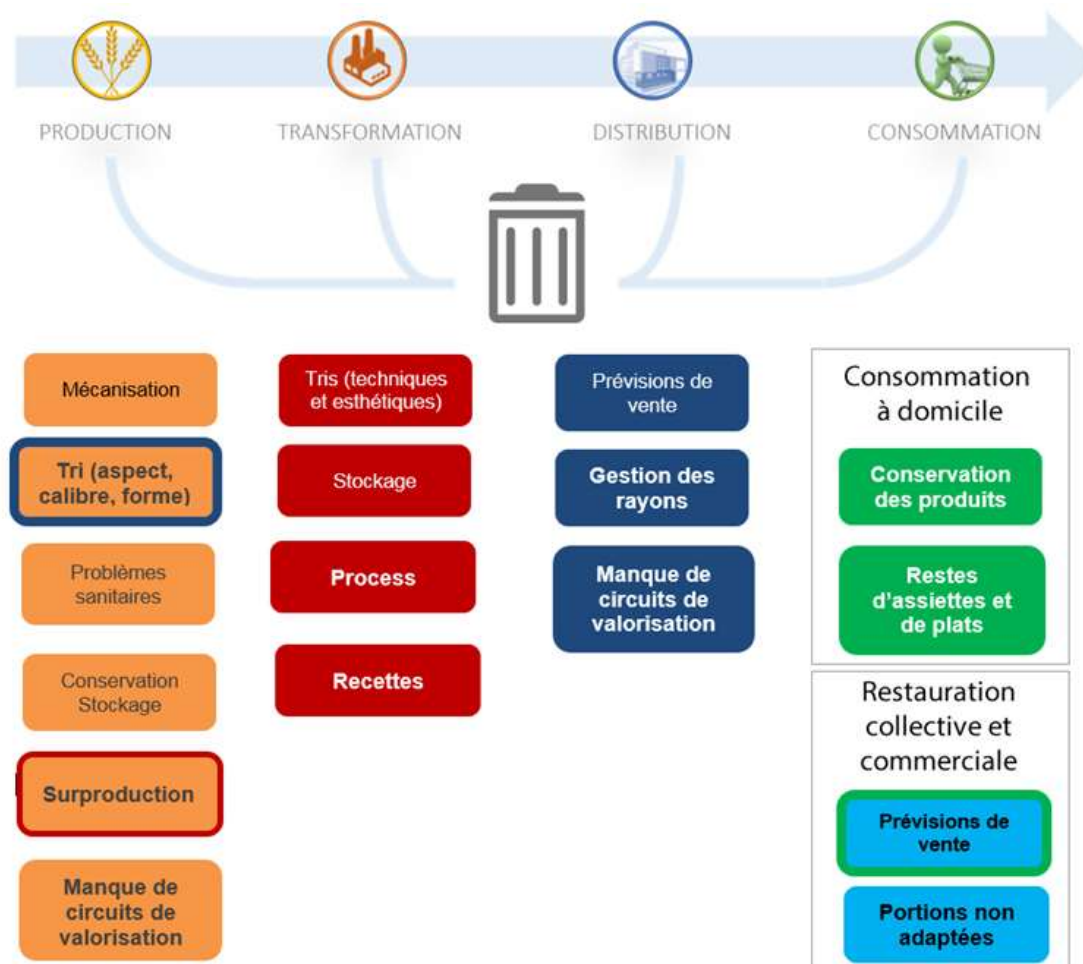 PRODUCTION
TRANSFORMATION
DISTRIBUTION
CONSOMMATION
Mécanisation
Tri (aspect,
calibre, forme)
Problèmes
sanitaires
Conservation
Stockage
Surproduction
Manque de
circuits de
valorisation
Tris (techniques
et esthétiques)
Stockage
Process
Recettes
Prévisions de
vente
Gestion des
rayons
Manque de
circuits de
valorisation
Consommation
à domicile
Conservation
des produits
Restes
d'assiettes et
de plats
Restauration
collective et
commerciale
Prévisions de
vente
Portions non
adaptées